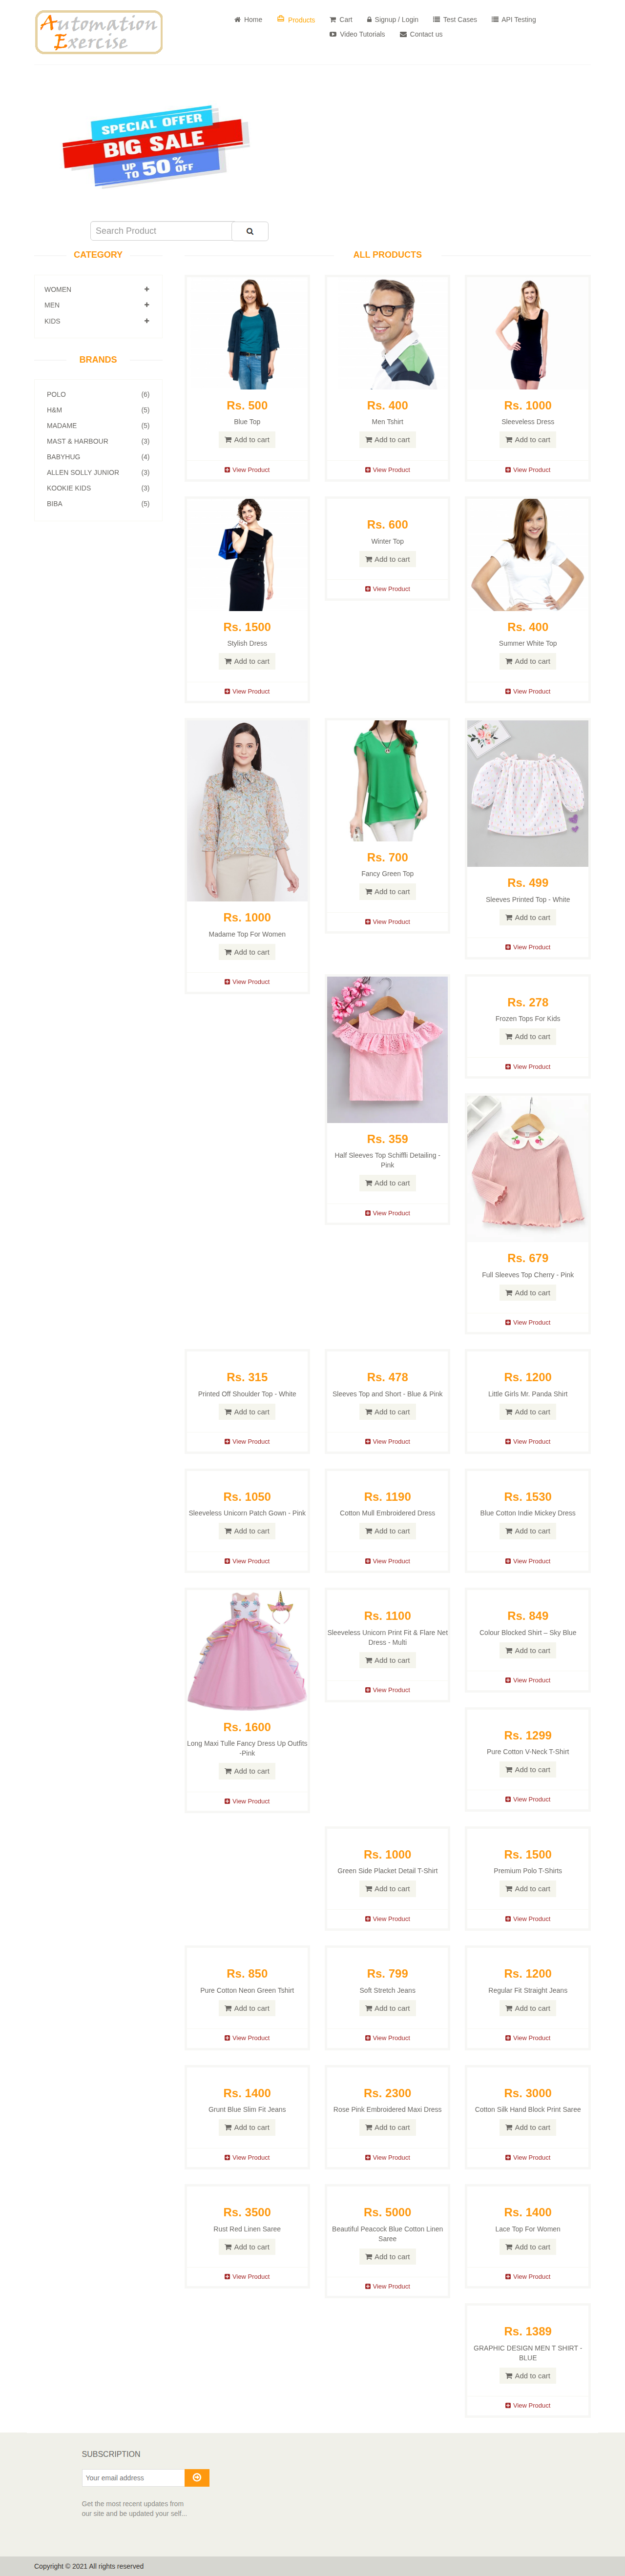 Automation
Exercise
Home
Products
Cart
Signup / Login
Test Cases
API Testing
Video Tutorials
Contact us
SPECIAL OFFER
BIG SALE
UP TO 50% OFF
Search Product
CATEGORY
WOMEN
MEN
KIDS
BRANDS
POLO (6)
H&M (5)
MADAME (5)
MAST & HARBOUR (3)
BABYHUG (4)
ALLEN SOLLY JUNIOR (3)
KOOKIE KIDS (3)
BIBA (5)
ALL PRODUCTS
Rs. 500
Blue Top
Add to cart
View Product
Rs. 400
Men Tshirt
Add to cart
View Product
Rs. 1000
Sleeveless Dress
Add to cart
View Product
Rs. 1500
Stylish Dress
Add to cart
View Product
Rs. 600
Winter Top
Add to cart
View Product
Rs. 400
Summer White Top
Add to cart
View Product
Rs. 1000
Madame Top For Women
Add to cart
View Product
Rs. 700
Fancy Green Top
Add to cart
View Product
Rs. 499
Sleeves Printed Top - White
Add to cart
View Product
Rs. 359
Half Sleeves Top Schiffli Detailing -
Pink
Add to cart
View Product
Rs. 278
Frozen Tops For Kids
Add to cart
View Product
Rs. 679
Full Sleeves Top Cherry - Pink
Add to cart
View Product
Rs. 315
Printed Off Shoulder Top - White
Add to cart
View Product
Rs. 478
Sleeves Top and Short - Blue & Pink
Add to cart
View Product
Rs. 1200
Little Girls Mr. Panda Shirt
Add to cart
View Product
Rs. 1050
Sleeveless Unicorn Patch Gown - Pink
Add to cart
View Product
Rs. 1190
Cotton Mull Embroidered Dress
Add to cart
View Product
Rs. 1530
Blue Cotton Indie Mickey Dress
Add to cart
View Product
Rs. 1600
Long Maxi Tulle Fancy Dress Up Outfits
-Pink
Add to cart
View Product
Rs. 1100
Sleeveless Unicorn Print Fit & Flare Net
Dress - Multi
Add to cart
View Product
Rs. 849
Colour Blocked Shirt – Sky Blue
Add to cart
View Product
Rs. 1299
Pure Cotton V-Neck T-Shirt
Add to cart
View Product
Rs. 1000
Green Side Placket Detail T-Shirt
Add to cart
View Product
Rs. 1500
Premium Polo T-Shirts
Add to cart
View Product
Rs. 850
Pure Cotton Neon Green Tshirt
Add to cart
View Product
Rs. 799
Soft Stretch Jeans
Add to cart
View Product
Rs. 1200
Regular Fit Straight Jeans
Add to cart
View Product
Rs. 1400
Grunt Blue Slim Fit Jeans
Add to cart
View Product
Rs. 2300
Rose Pink Embroidered Maxi Dress
Add to cart
View Product
Rs. 3000
Cotton Silk Hand Block Print Saree
Add to cart
View Product
Rs. 3500
Rust Red Linen Saree
Add to cart
View Product
Rs. 5000
Beautiful Peacock Blue Cotton Linen
Saree
Add to cart
View Product
Rs. 1400
Lace Top For Women
Add to cart
View Product
Rs. 1389
GRAPHIC DESIGN MEN T SHIRT -
BLUE
Add to cart
View Product
SUBSCRIPTION
Your email address
Get the most recent updates from
our site and be updated your self...
Copyright © 2021 All rights reserved